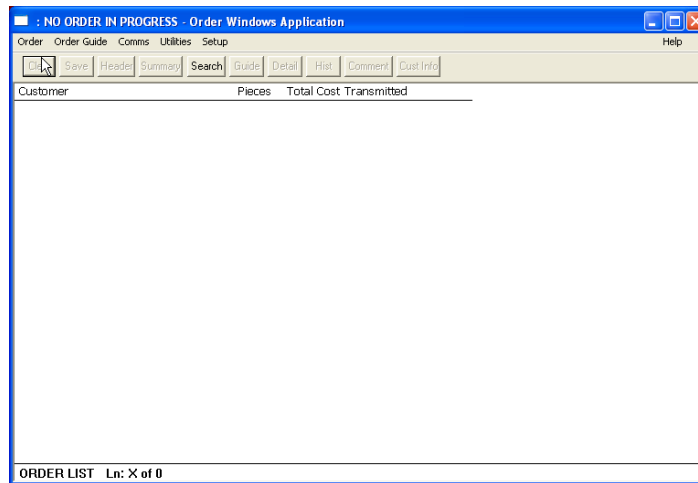 : NO ORDER IN PROGRESS - Order Windows Application
Order Order Guide Comms Utilities Setup Help
Save Header Summary Search Guide Detail Hist Comment Cust Info
Customer Pieces Total Cost Transmitted
ORDER LIST Ln: X of 0